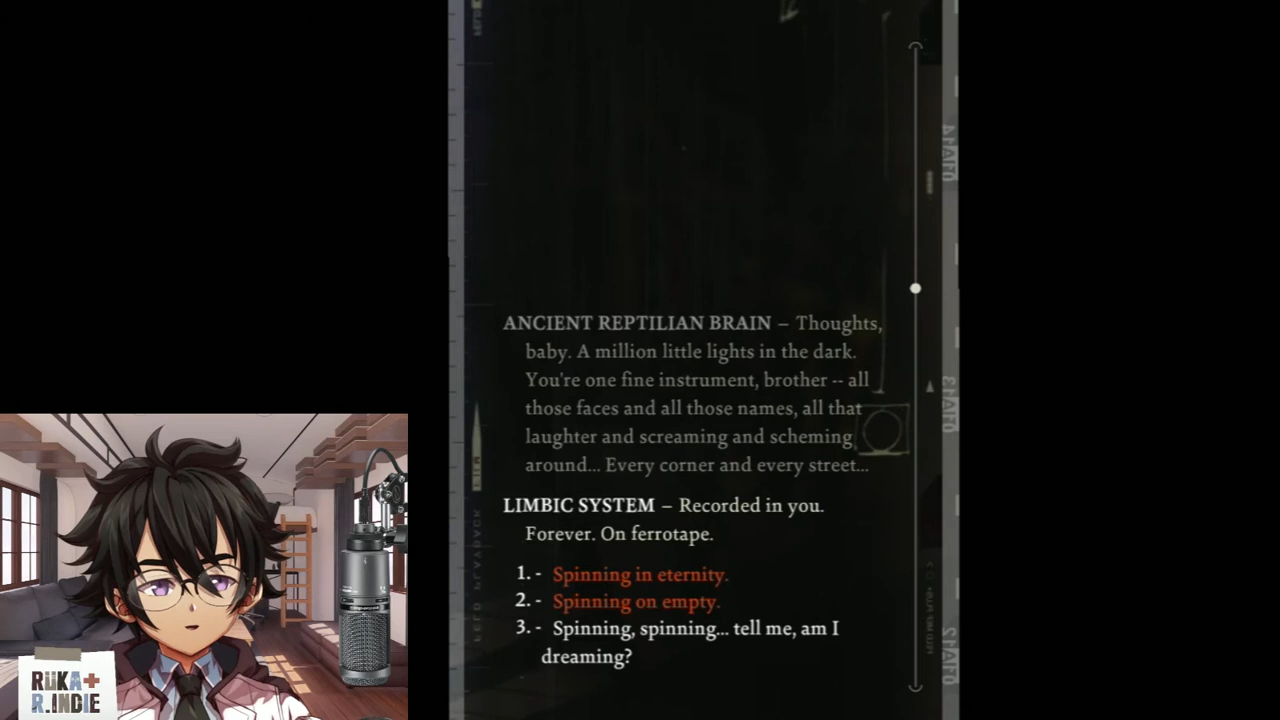 ANCIENT REPTILIAN BRAIN – Thoughts,
baby. A million little lights in the dark.
You're one fine instrument, brother -- all
those faces and all those names, all that
laughter and screaming and scheming
around... Every corner and every street...
LIMBIC SYSTEM – Recorded in you.
Forever. On ferrotape.
1. - Spinning in eternity.
2. - Spinning on empty.
3. - Spinning, spinning... tell me, am I
dreaming?
RUKA+
R.INDIE